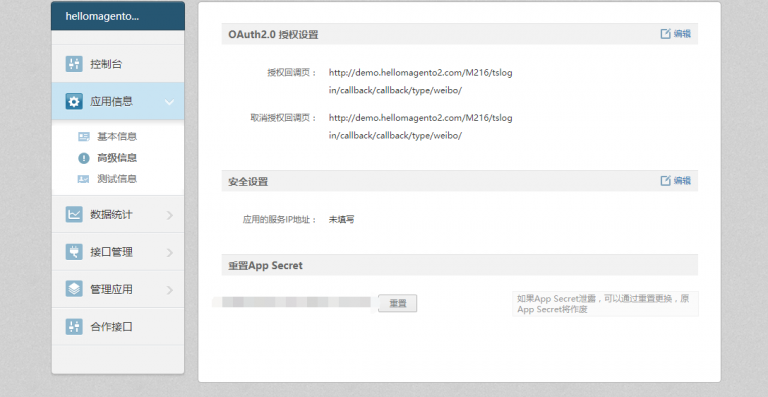 hellomagento...
控制台
应用信息
基本信息
高级信息
测试信息
数据统计
接口管理
管理应用
合作接口
OAuth2.0 授权设置
编辑
授权回调页： http://demo.hellomagento2.com/M216/tslog
in/callback/callback/type/weibo/
取消授权回调页： http://demo.hellomagento2.com/M216/tslog
in/callback/callback/type/weibo/
安全设置
编辑
应用的服务IP地址： 未填写
重置App Secret
重置
如果App Secret泄露，可以通过重置更换，原
App Secret将作废